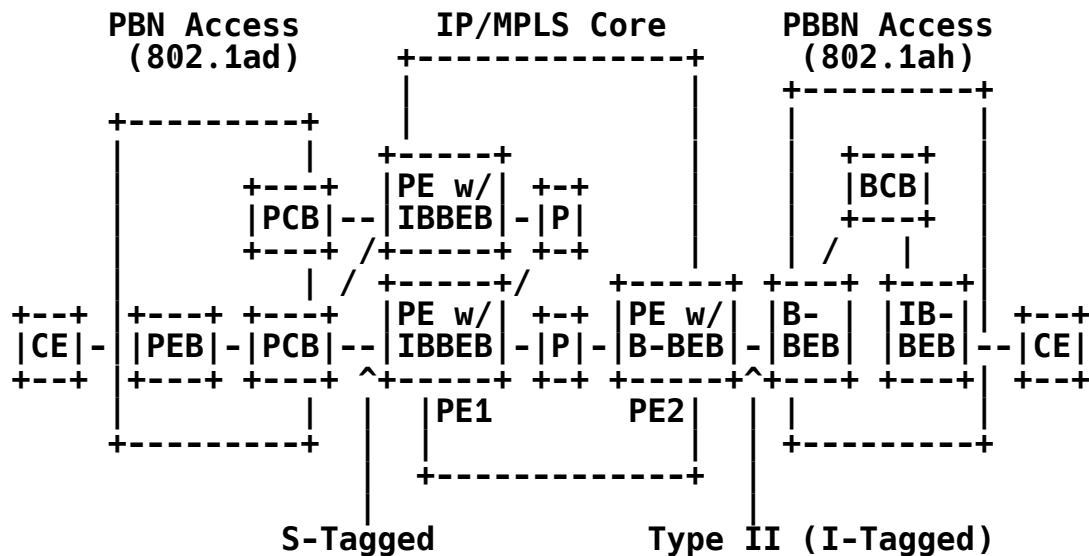 PBN Access IP/MPLS Core PBBN Access
(802.1ad) +--------------+ (802.1ah)
| | +---------+
+---------+ | | | |
| | +-----+ | | +---+ |
| +---+ |PE w/| +-+ | | |BCB| |
| |PCB|--|IBBEB|-|P| | | +---+ |
| +---+ /+-----+ +-+ | | / | |
| | / +-----+/ +-----+ +---+ +---+ |
+--+ | +---+ +---+ |PE w/| +-+ |PE w/| |B- | |IB-| | +--+
|CE|-| |PEB|-|PCB|--|IBBEB|-|P|-|B-BEB|-|BEB| |BEB|--|CE|
+--+ | +---+ +---+ ^+-----+ +-+ +-----+^+---+ +---+ | +--+
| | | |PE1 PE2| | | |
+---------+ | | | | +---------+
| +--------------+ |
| |
S-Tagged Type II (I-Tagged)